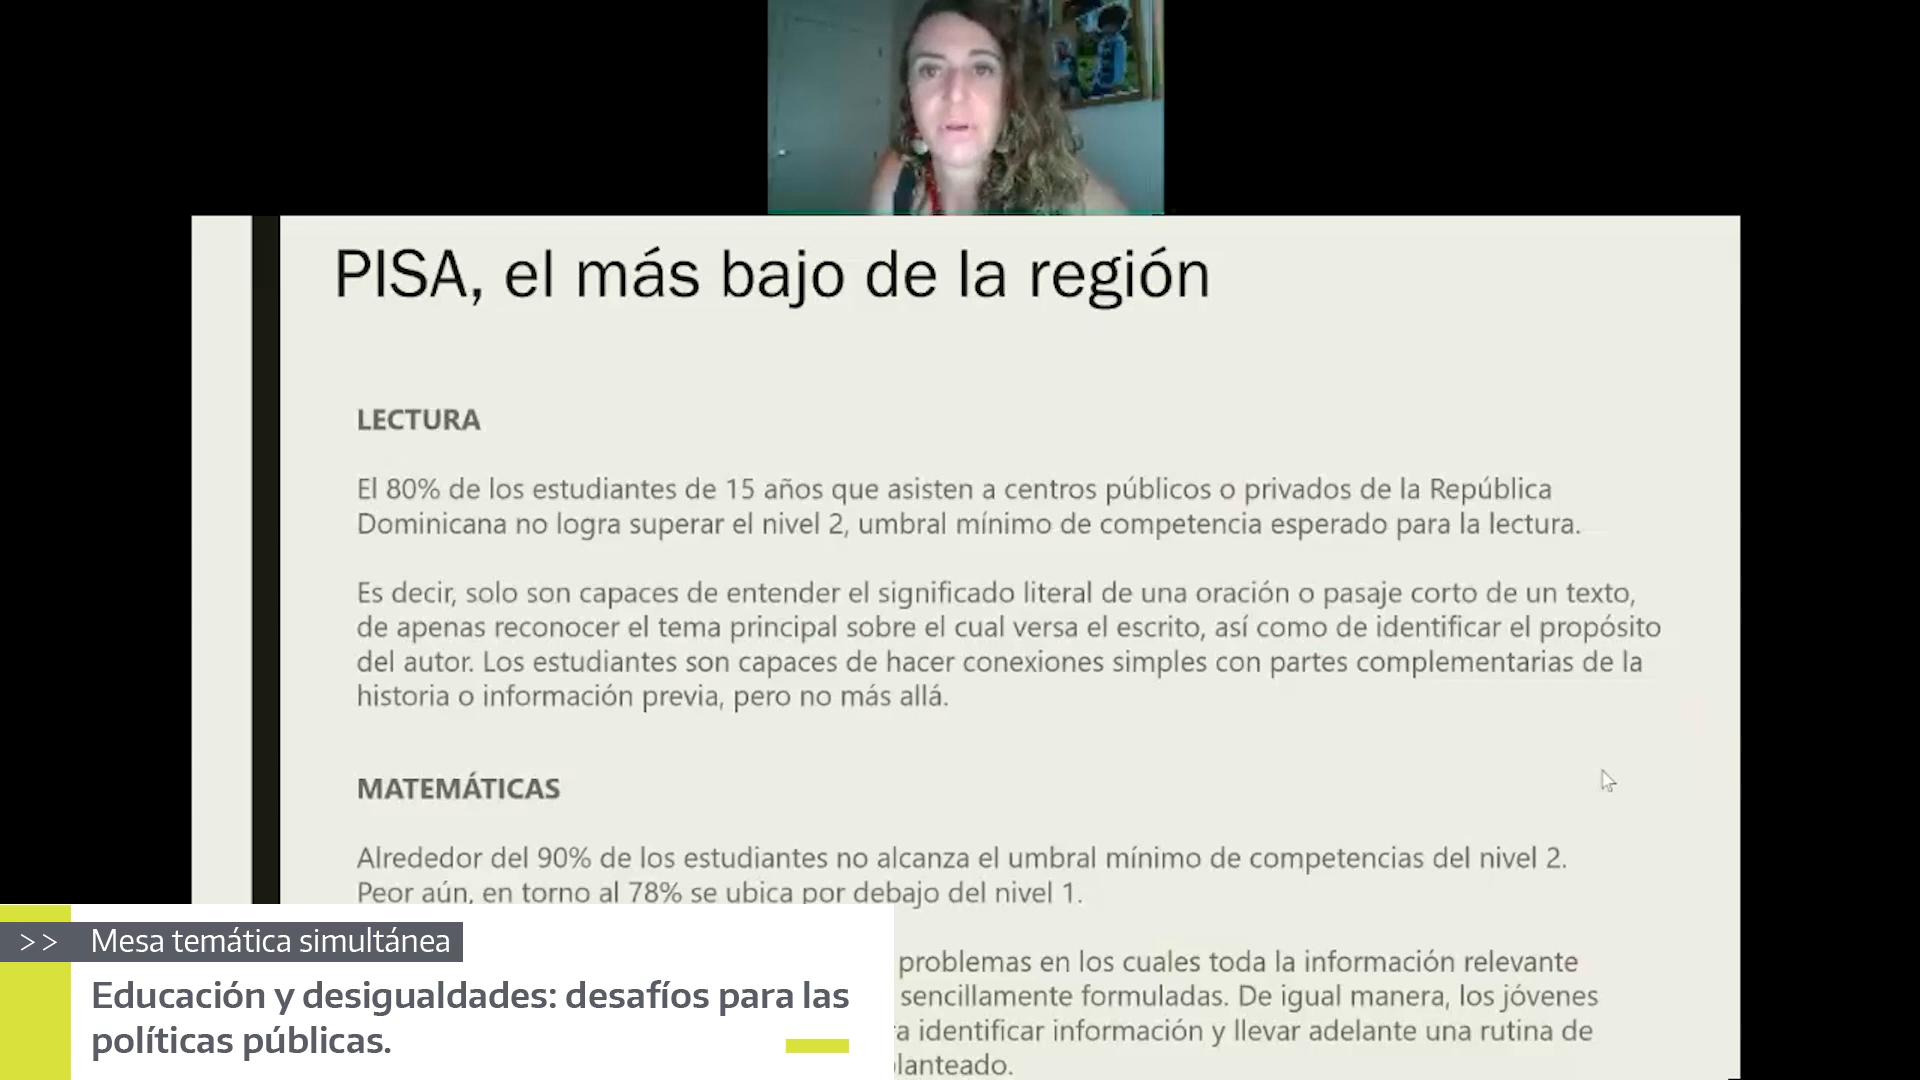 PISA, el más bajo de la región
LECTURA
El 80% de los estudiantes de 15 años que asisten a centros públicos o privados de la República
Dominicana no logra superar el nivel 2, umbral mínimo de competencia esperado para la lectura.
Es decir, solo son capaces de entender el significado literal de una oración o pasaje corto de un texto,
de apenas reconocer el tema principal sobre el cual versa el escrito, así como de identificar el propósito
del autor. Los estudiantes son capaces de hacer conexiones simples con partes complementarias de la
historia o información previa, pero no más allá.
MATEMÁTICAS
Alrededor del 90% de los estudiantes no alcanza el umbral mínimo de competencias del nivel 2.
Peor aún, en torno al 78% se ubica por debajo del nivel 1.
problemas en los cuales toda la información relevante
sencillamente formuladas. De igual manera, los jóvenes
identificar información y llevar adelante una rutina de
>> Mesa temática simultánea
Educación y desigualdades: desafíos para las
políticas públicas.